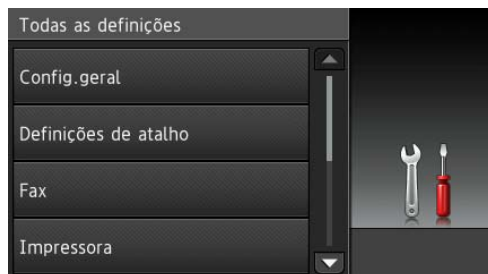 Todas as definições
Config.geral
Definições de atalho
Fax
Impressora